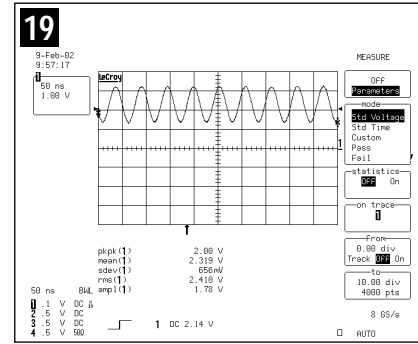 19
9-Feb-02
9:57:17
1
50 ns
1.00 V
LeCroy
1
MEASURE
OFF
Parameters
mode
Std Voltage
Std Time
Custom
Pass
Fail
statistics
OFF On
on trace
1
From
0.00 div
Track OFF On
to
10.00 div
4000 pts
pkpk(1) 2.00 V
mean(1) 2.319 V
sdev(1) 656mV
rms(1) 2.410 V
ampl(1) 1.78 V
50 ns BWL
1 .1 V DC
2 .5 V DC
3 .5 V DC
4 .5 V 50Ω
1 DC 2.14 V
8 GS/s
AUTO